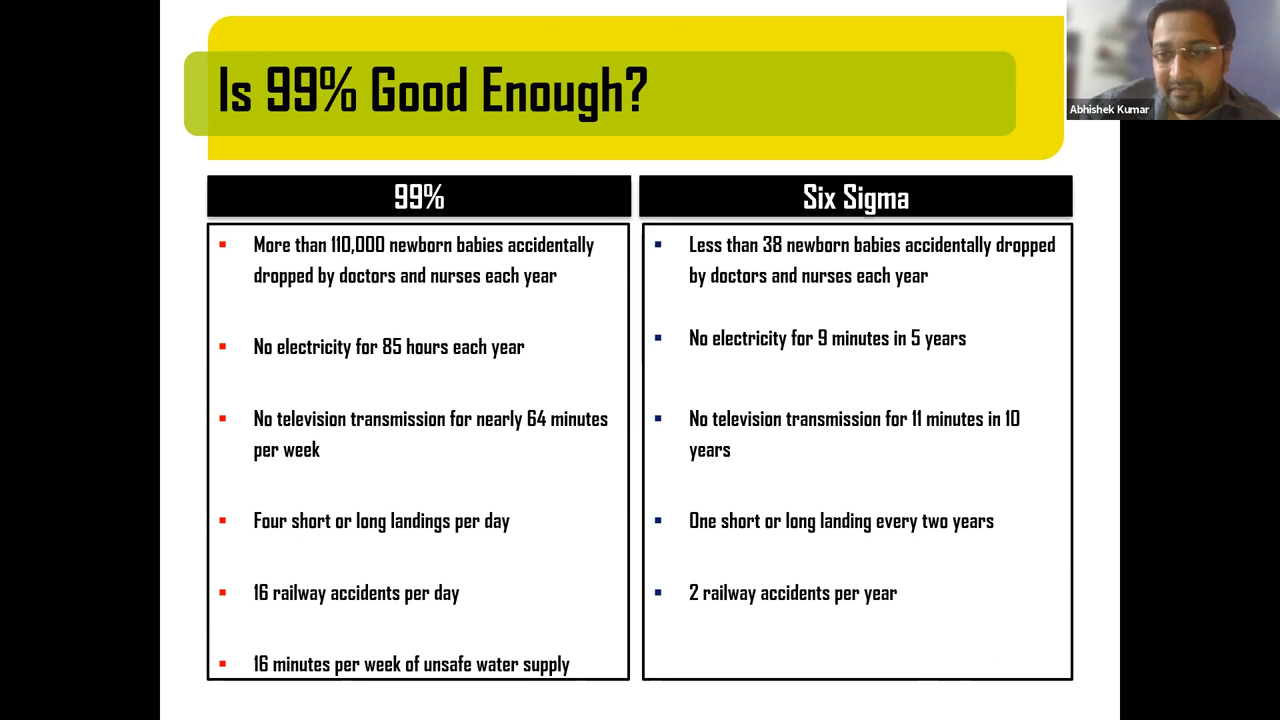 Is 99% Good Enough?
Abhishek Kumar
99%
More than 110,000 newborn babies accidentally
dropped by doctors and nurses each year
No electricity for 85 hours each year
No television transmission for nearly 64 minutes
per week
Four short or long landings per day
16 railway accidents per day
16 minutes per week of unsafe water supply
Six Sigma
Less than 38 newborn babies accidentally dropped
by doctors and nurses each year
No electricity for 9 minutes in 5 years
No television transmission for 11 minutes in 10
years
One short or long landing every two years
2 railway accidents per year